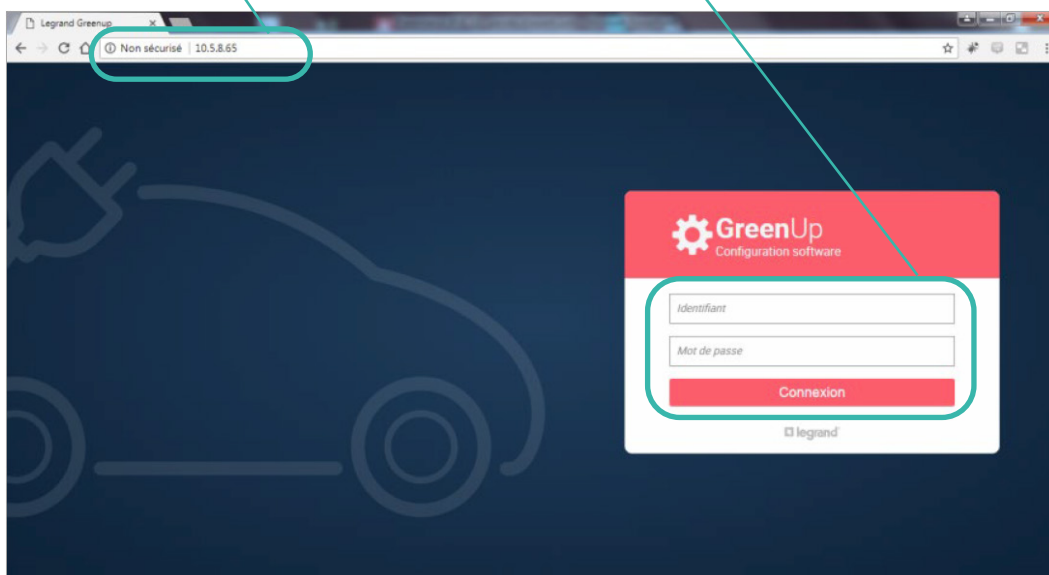 Legrand Greenup
Non sécurisé | 10.5.8.65
GreenUp
Configuration software
Identifiant
Mot de passe
Connexion
legrand